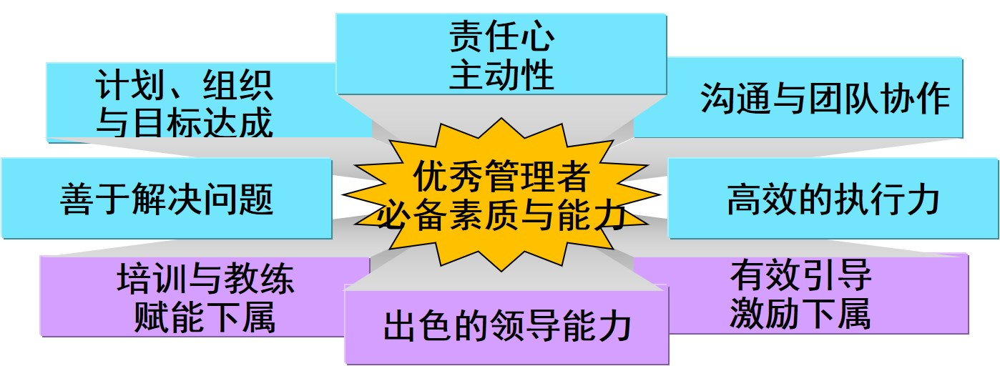 责任心
主动性
计划、组织
与目标达成
沟通与团队协作
优秀管理者
必备素质与能力
善于解决问题
高效的执行力
培训与教练
赋能下属
有效引导
激励下属
出色的领导能力